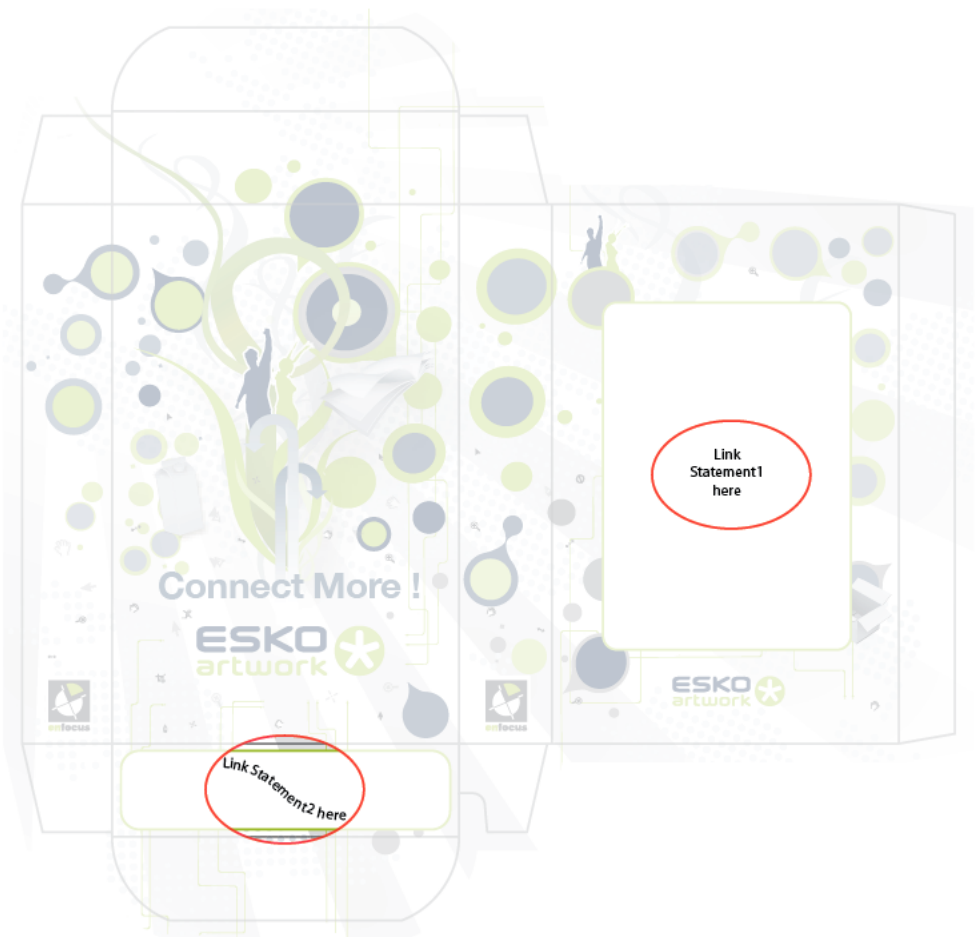 Link
Statement1
here
Connect More !
ESKO
artwork
ESKO
artwork
enfocus
enfocus
Link Statement2 here